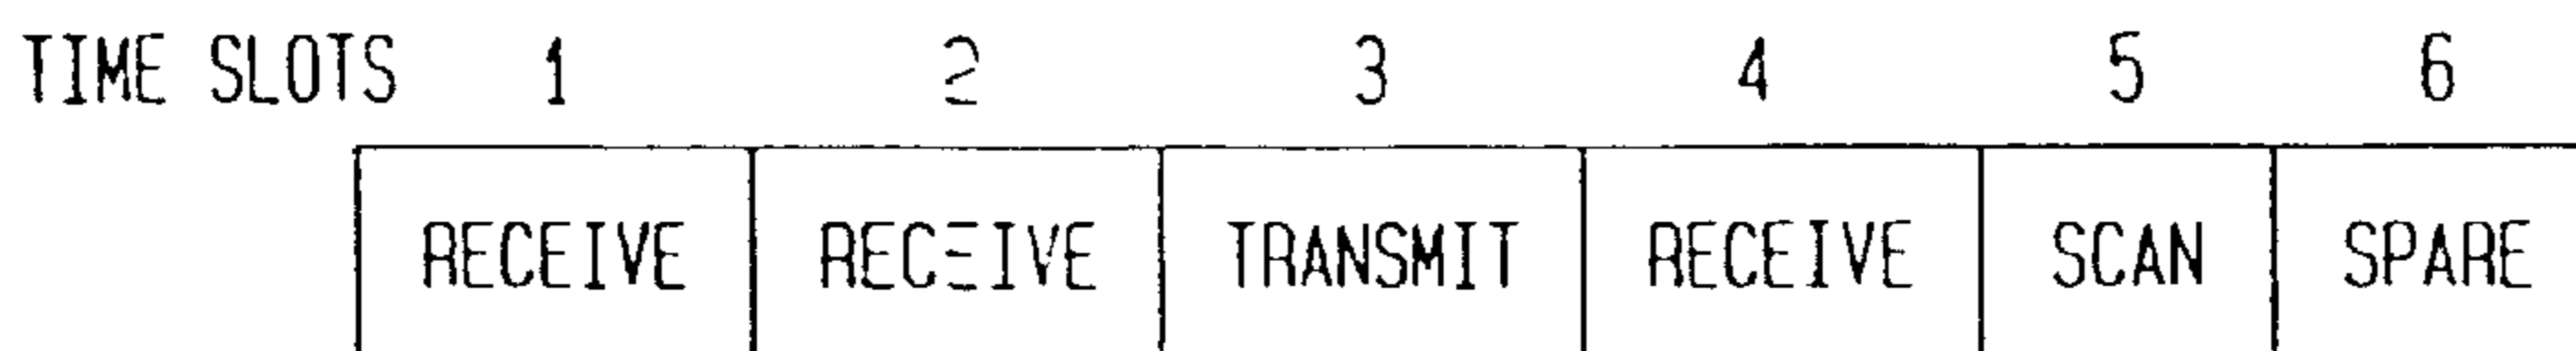 TIME SLOTS 1 2 3 4 5 6
RECEIVE RECEIVE TRANSMIT RECEIVE SCAN SPARE